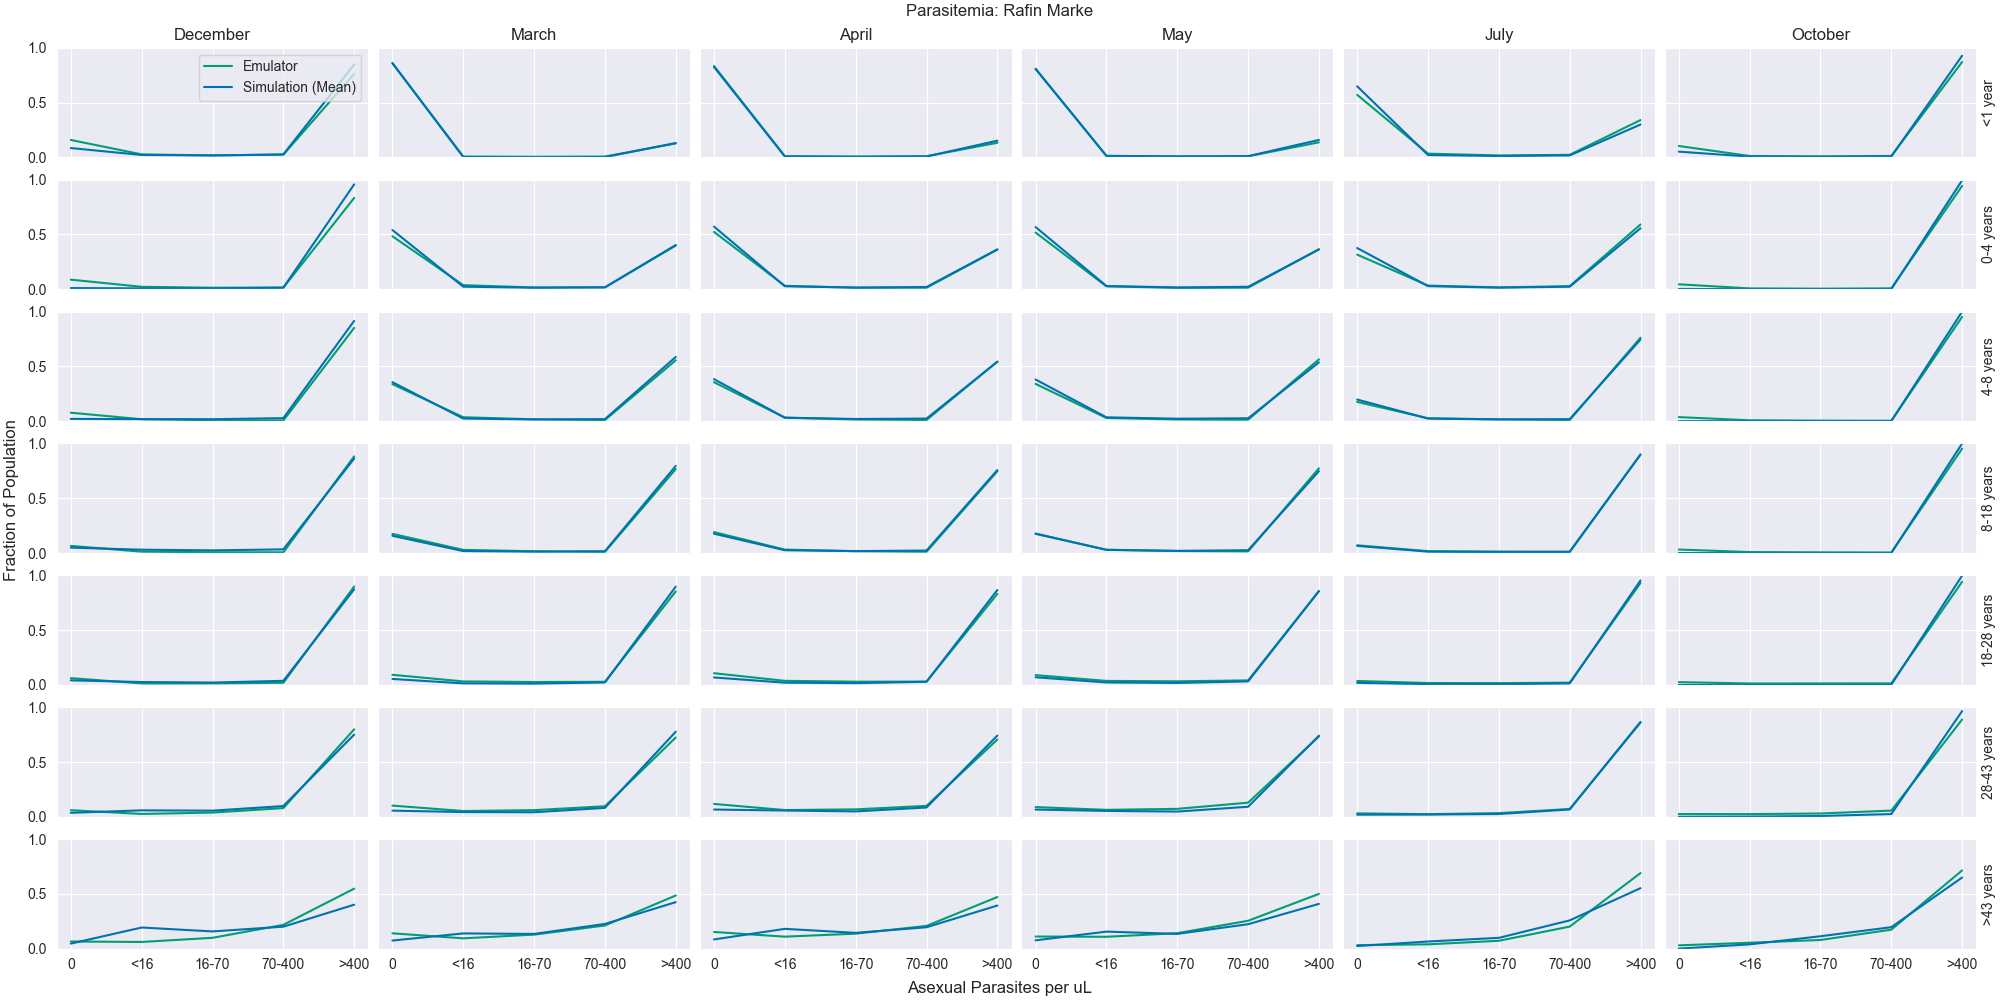 Parasitemia: Rafin Marke
December March April May July October
Emulator
Simulation (Mean)
1.0
0.5
0.0
<1 year
1.0
0.5
0.0
0-4 years
1.0
0.5
0.0
4-8 years
1.0
0.5
0.0
8-18 years
1.0
0.5
0.0
18-28 years
1.0
0.5
0.0
28-43 years
1.0
0.5
0.0
>43 years
Fraction of Population
0 <16 16-70 70-400 >400 0 <16 16-70 70-400 >400 0 <16 16-70 70-400 >400 0 <16 16-70 70-400 >400 0 <16 16-70 70-400 >400 0 <16 16-70 70-400 >400
Asexual Parasites per uL